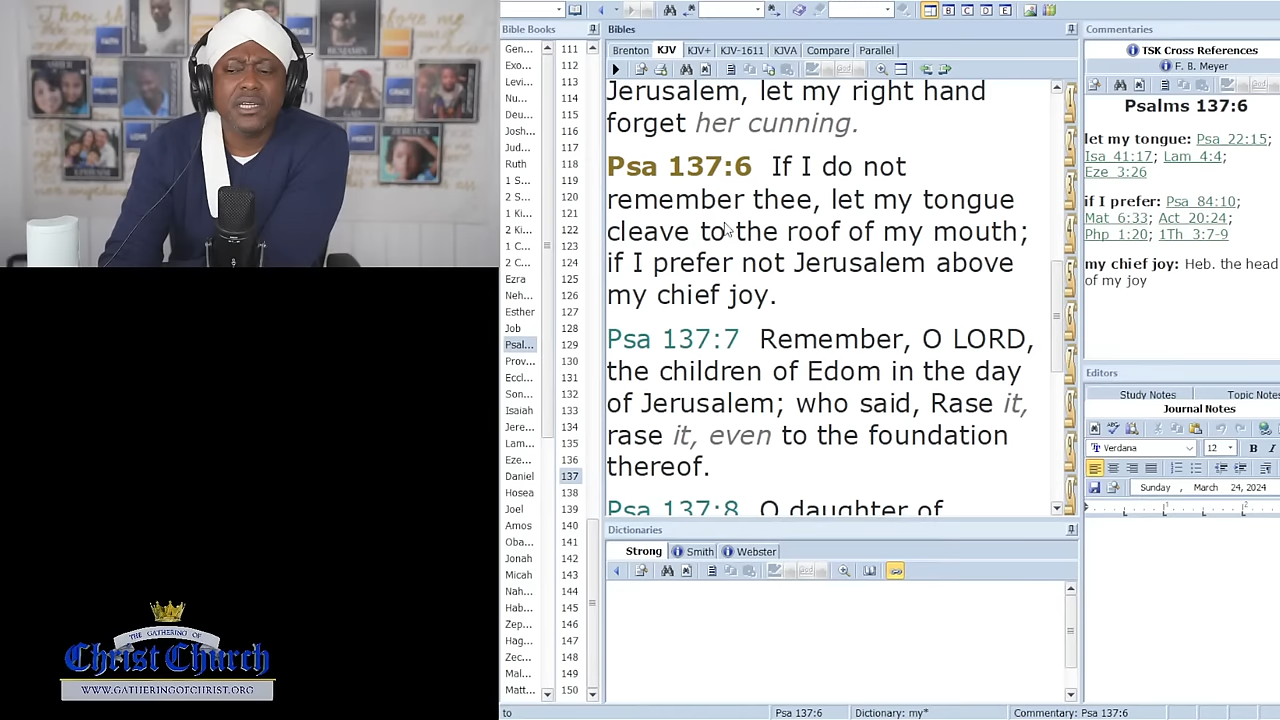 Bible Books
Gen...
Exo...
Levi...
Nu...
Deu...
Josh...
Jud...
Ruth
1 S...
2 S...
1 Ki...
2 Ki...
1 C...
2 C...
Ezra
Neh...
Esther
Job
Psal...
Prov...
Eccl...
Son...
Isaiah
Jere...
Lam...
Eze...
Daniel
Hosea
Joel
Amos
Oba...
Jonah
Micah
Nah...
Hab...
Zep...
Hag...
Zec...
Mal...
Matt...
111
112
113
114
115
116
117
118
119
120
121
122
123
124
125
126
127
128
129
130
131
132
133
134
135
136
137
138
139
140
141
142
143
144
145
146
147
148
149
150
B C D E
Bibles
Brenton KJV KJV+ KJV-1611 KJVA Compare Parallel
Jerusalem, let my right hand
forget her cunning.
Psa 137:6 If I do not
remember thee, let my tongue
cleave to the roof of my mouth;
if I prefer not Jerusalem above
my chief joy.
Psa 137:7 Remember, O LORD,
the children of Edom in the day
of Jerusalem; who said, Rase it,
rase it, even to the foundation
thereof.
Psa 137:8 O daughter of
Dictionaries
Strong Smith Webster
Commentaries
TSK Cross References
F. B. Meyer
Psalms 137:6
let my tongue: Psa 22:15;
Isa 41:17; Lam 4:4;
Eze 3:26
if I prefer: Psa 84:10;
Mat 6:33; Act 20:24;
Php 1:20; 1Th 3:7-9
my chief joy: Heb. the head
of my joy
Editors
Study Notes Topic Notes
Journal Notes
Verdana 12 B I
Sunday , March 24, 2024
to Psa 137:6 Dictionary: my* Commentary: Psa 137:6
THE GATHERING OF
Christ Church
WWW.GATHERINGOFCHRIST.ORG